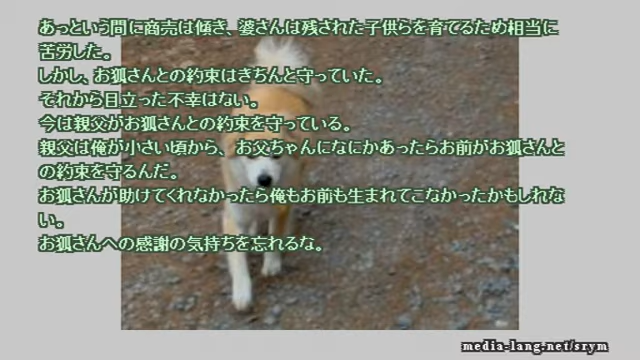 あっという間に商売は傾き、婆さんは残された子供らを育てるため相当に
苦労した。
しかし、お狐さんとの約束はきちんと守っていた。
それから目立った不幸はない。
今は親父がお狐さんとの約束を守っている。
親父は俺が小さい頃から、お父ちゃんになにかあったらお前がお狐さんと
の約束を守るんだ。
お狐さんが助けてくれなかったら俺もお前も生まれてこなかったかもしれな
い。
お狐さんへの感謝の気持ちを忘れるな。
media-lang-net/srym